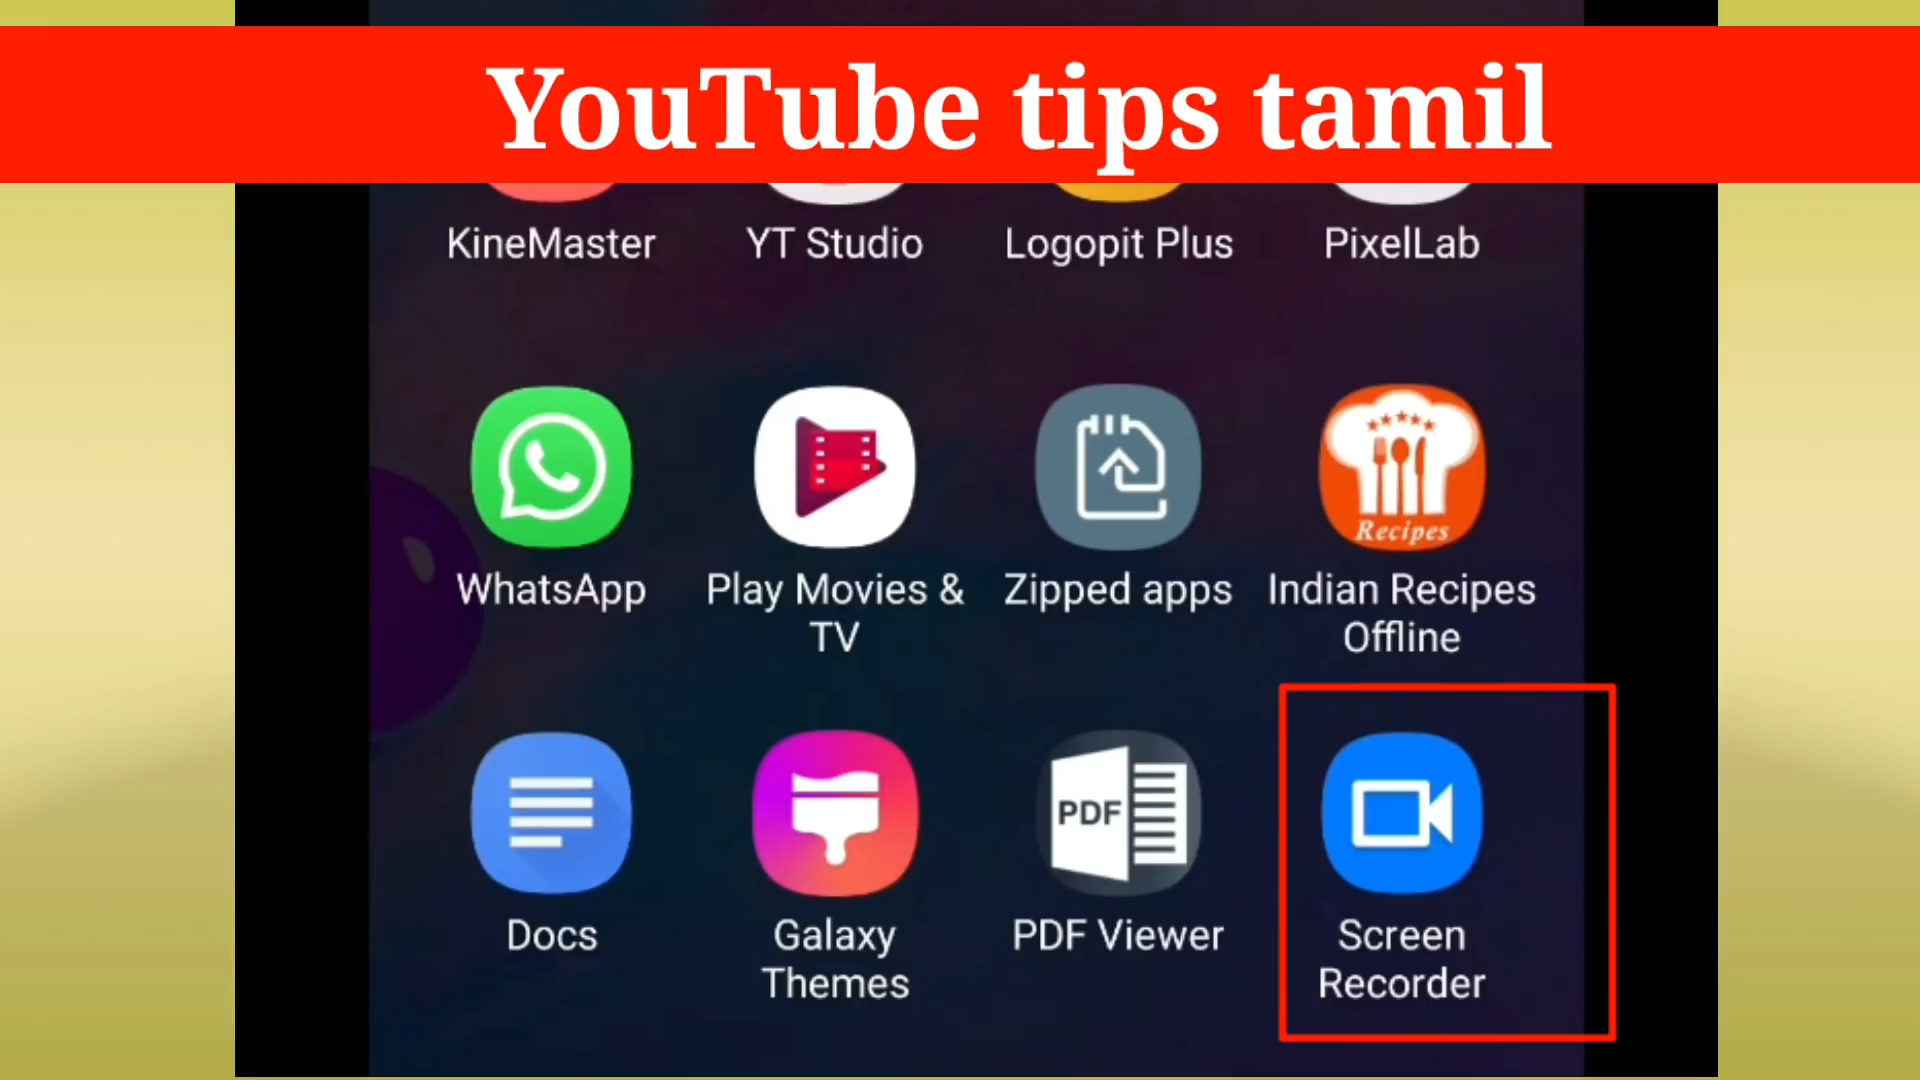 YouTube tips tamil
KineMaster
YT Studio
Logopit Plus
PixelLab
Recipes
WhatsApp
Play Movies &
TV
Zipped apps
Indian Recipes
Offline
PDF
Docs
Galaxy
Themes
PDF Viewer
Screen
Recorder